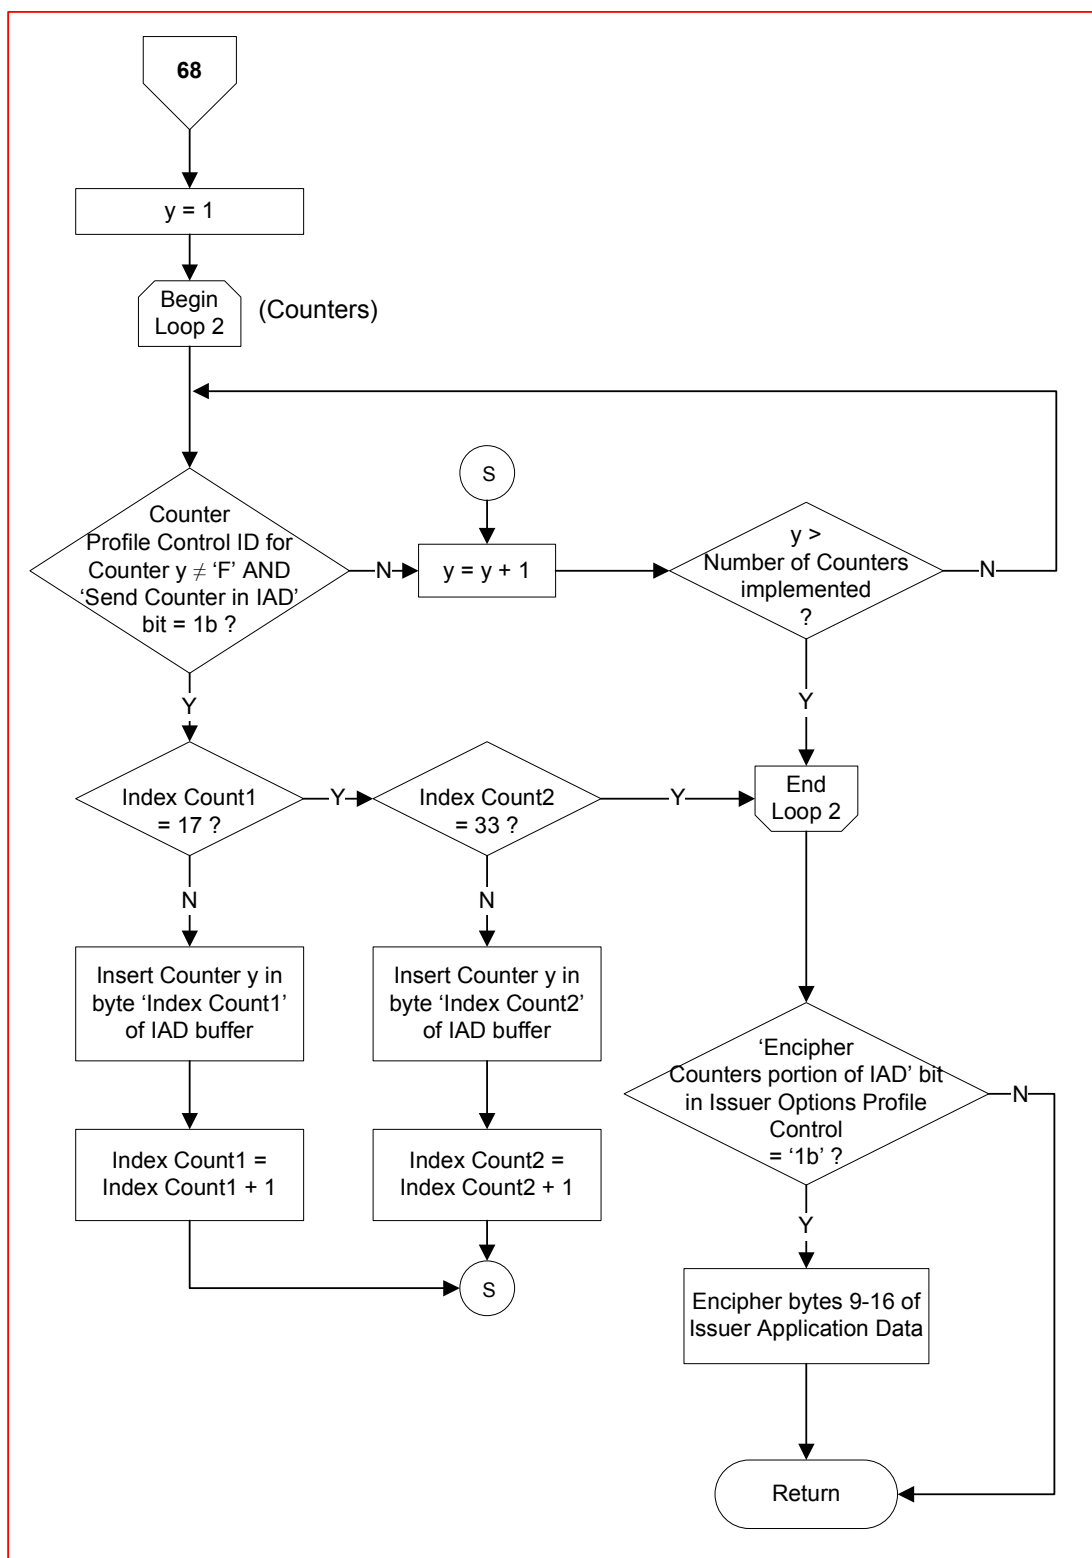 68
y = 1
Begin
Loop 2
(Counters)
Counter
Profile Control ID for
Counter y ≠ ‘F’ AND
‘Send Counter in IAD’
bit = 1b ?
N
S
y = y + 1
y >
Number of Counters
implemented
?
N
Y
Y
Index Count1
= 17 ?
Y
Index Count2
= 33 ?
Y
End
Loop 2
N
N
Insert Counter y in
byte ‘Index Count1’
of IAD buffer
Insert Counter y in
byte ‘Index Count2’
of IAD buffer
‘Encipher
Counters portion of IAD’ bit
in Issuer Options Profile
Control
= ‘1b’ ?
N
Index Count1 =
Index Count1 + 1
Index Count2 =
Index Count2 + 1
Y
S
Encipher bytes 9-16 of
Issuer Application Data
Return